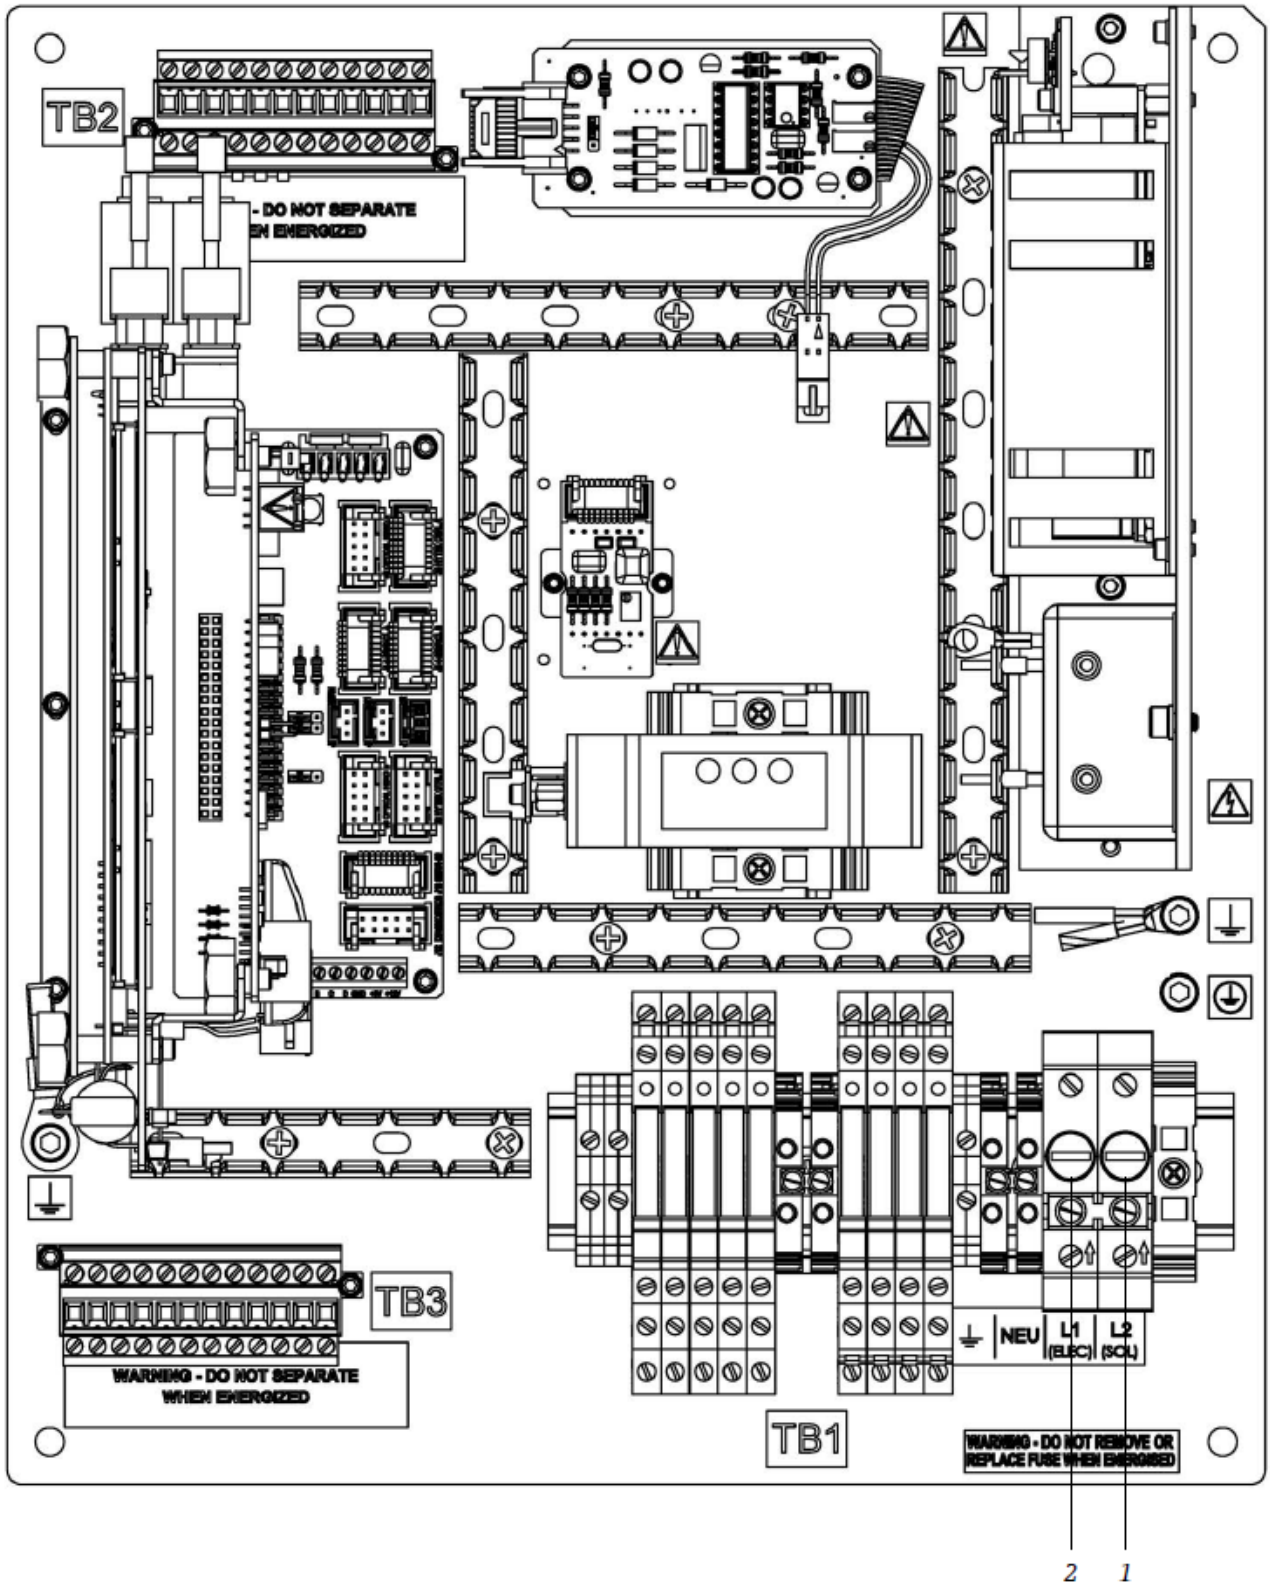 TB2
- DO NOT SEPARATE
EN ENERGIZED
TB3
WARNING - DO NOT SEPARATE
WHEN ENERGIZED
NEU
L1
(ELEC)
L2
(SOL)
TB1
WARNING - DO NOT REMOVE OR
REPLACE FUSE WHEN ENERGISED
2
1